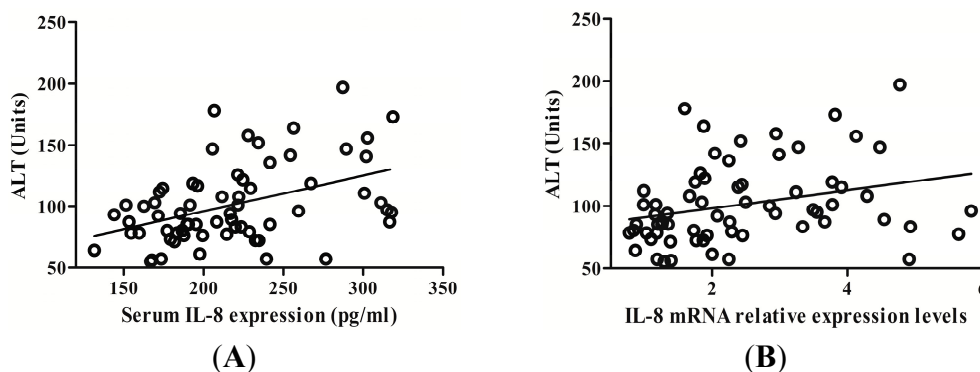 250
200
150
100
50
ALT (Units)
150
200
250
300
350
Serum IL-8 expression (pg/ml)
(A)
250
200
150
100
50
ALT (Units)
2
4
IL-8 mRNA relative expression levels
(B)